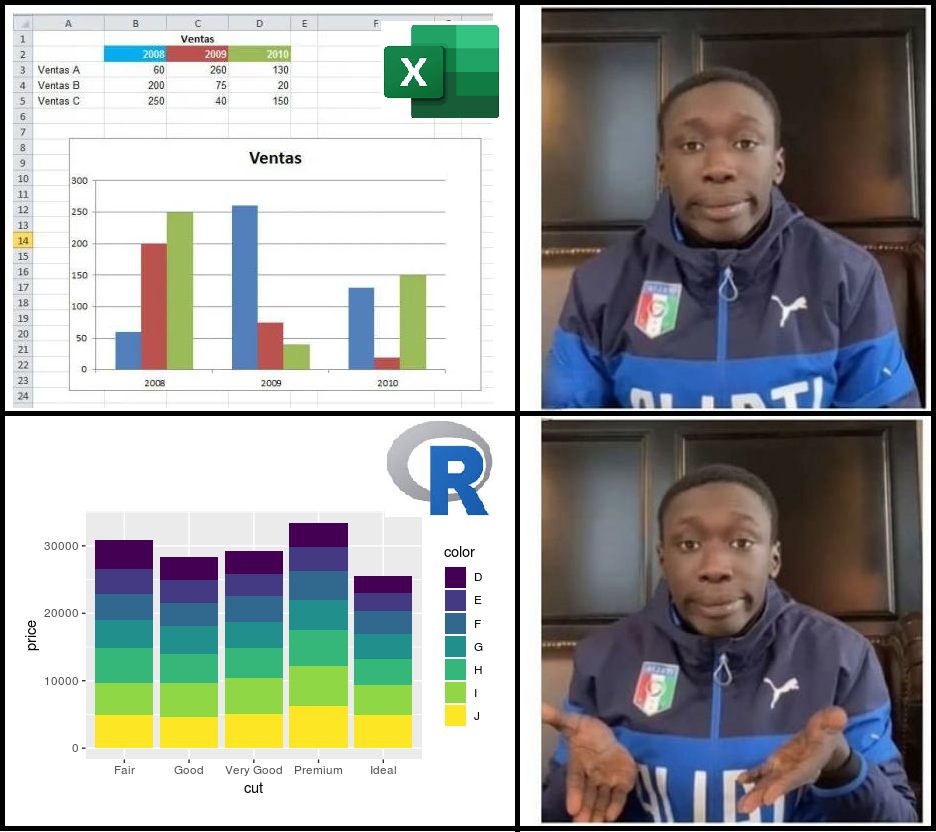 A B C D E F
1 Ventas
2 2008 2009 2010
3 Ventas A 60 260 130
4 Ventas B 200 75 20
5 Ventas C 250 40 150
6
7
8
9
10
11
12
13
14
15
16
17
18
19
20
21
22
23
24
X
Ventas
300
250
200
150
100
50
0
2008 2009 2010
R
30000
20000
10000
0
price
Fair Good Very Good Premium Ideal
cut
color
D
E
F
G
H
I
J